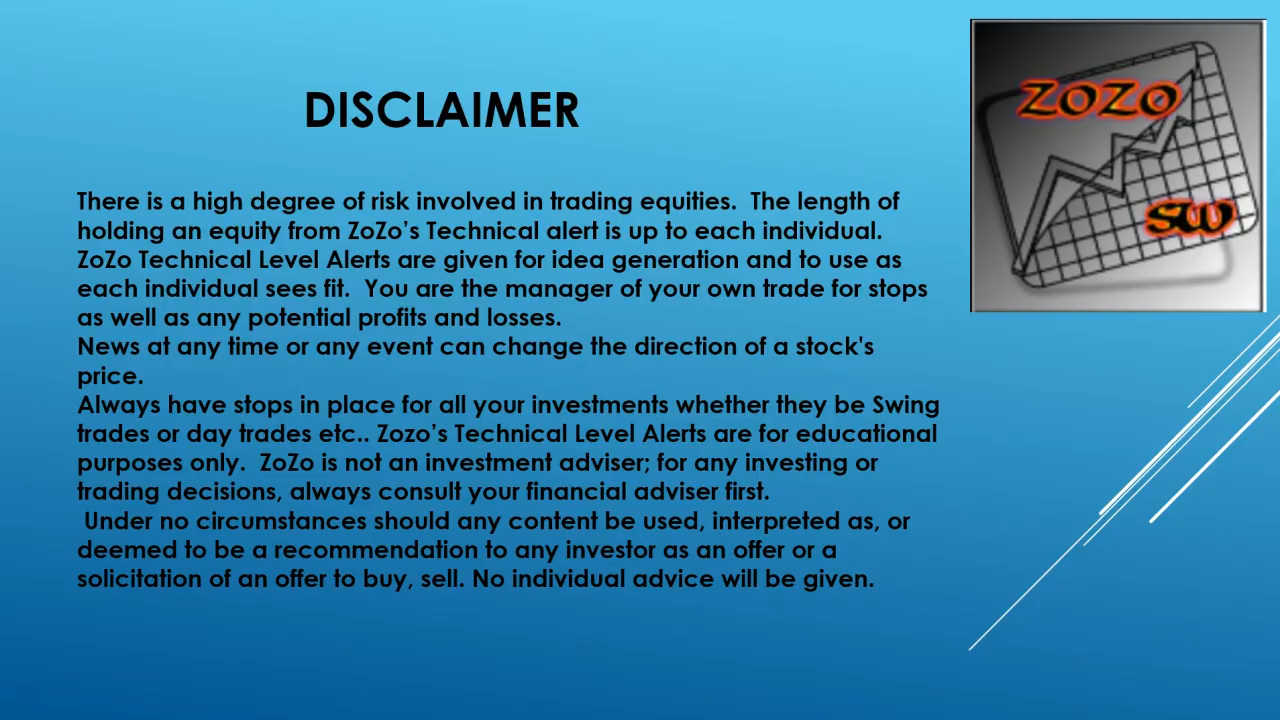 ZoZo
SW
DISCLAIMER
There is a high degree of risk involved in trading equities.  The length of
holding an equity from ZoZo’s Technical alert is up to each individual.
ZoZo Technical Level Alerts are given for idea generation and to use as
each individual sees fit.  You are the manager of your own trade for stops
as well as any potential profits and losses.
News at any time or any event can change the direction of a stock's
price.
Always have stops in place for all your investments whether they be Swing
trades or day trades etc.. Zozo’s Technical Level Alerts are for educational
purposes only.  ZoZo is not an investment adviser; for any investing or
trading decisions, always consult your financial adviser first.
Under no circumstances should any content be used, interpreted as, or
deemed to be a recommendation to any investor as an offer or a
solicitation of an offer to buy, sell. No individual advice will be given.